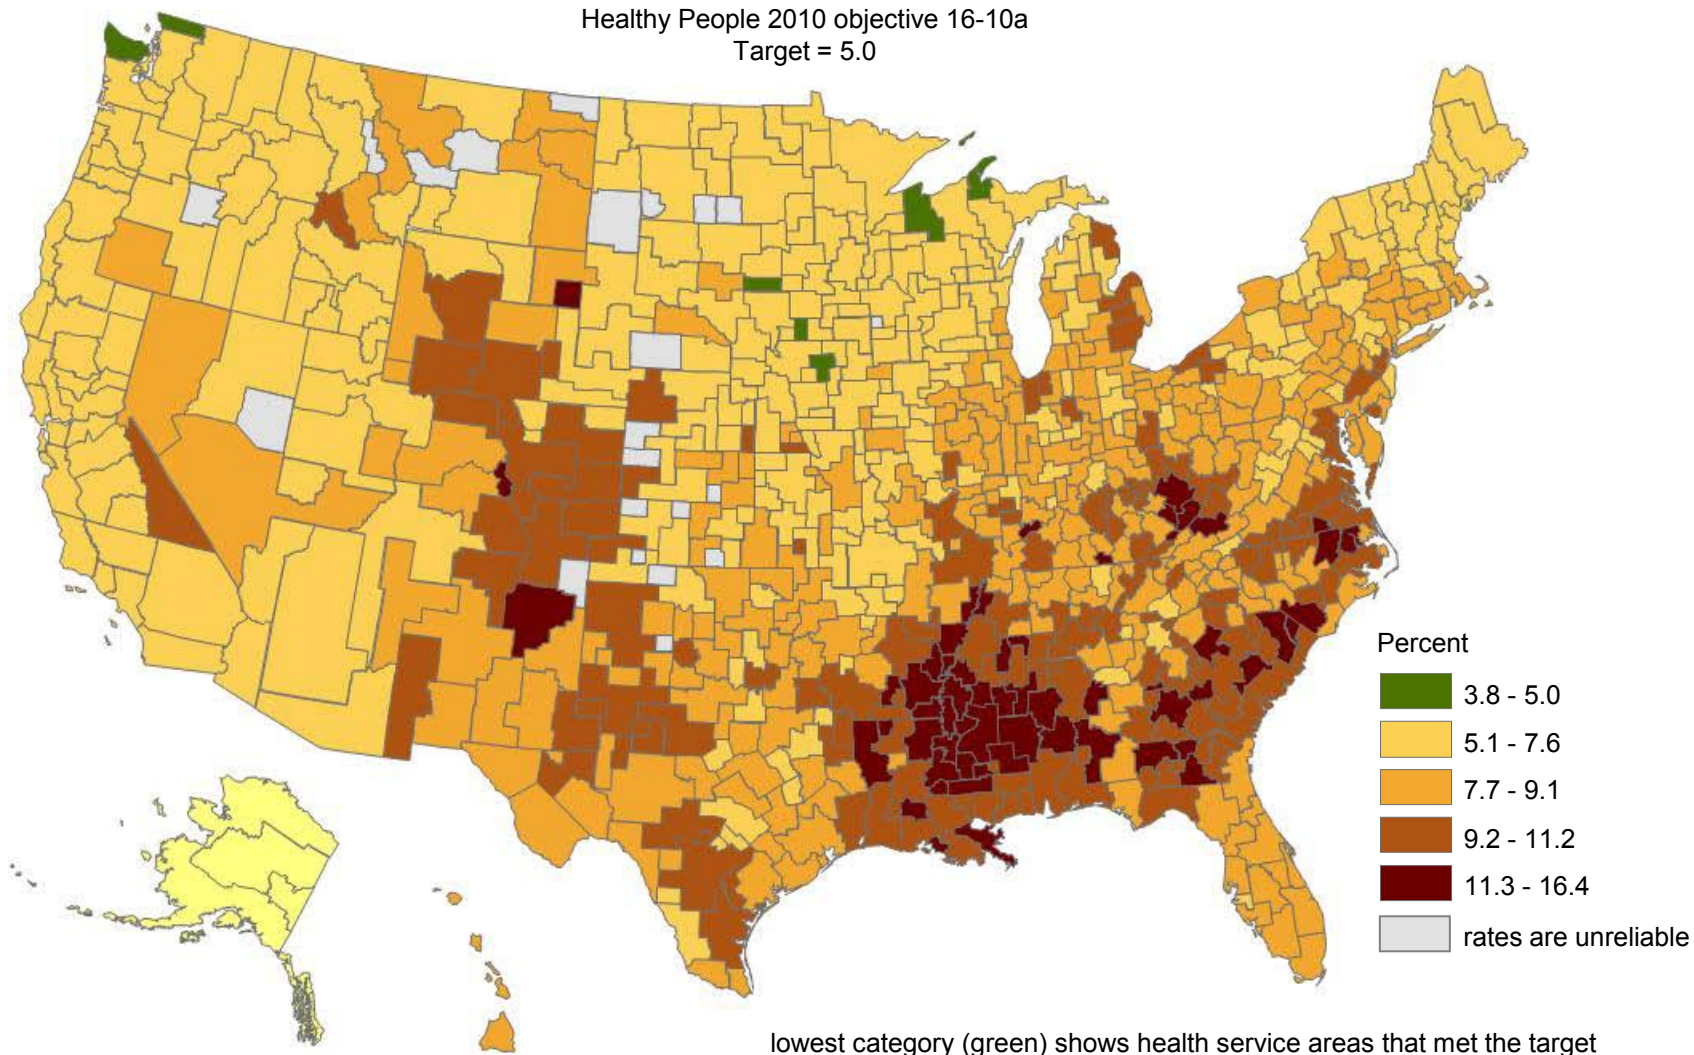 Healthy People 2010 objective 16-10a
Target = 5.0
Percent
3.8 - 5.0
5.1 - 7.6
7.7 - 9.1
9.2 - 11.2
11.3 - 16.4
rates are unreliable
lowest category (green) shows health service areas that met the target